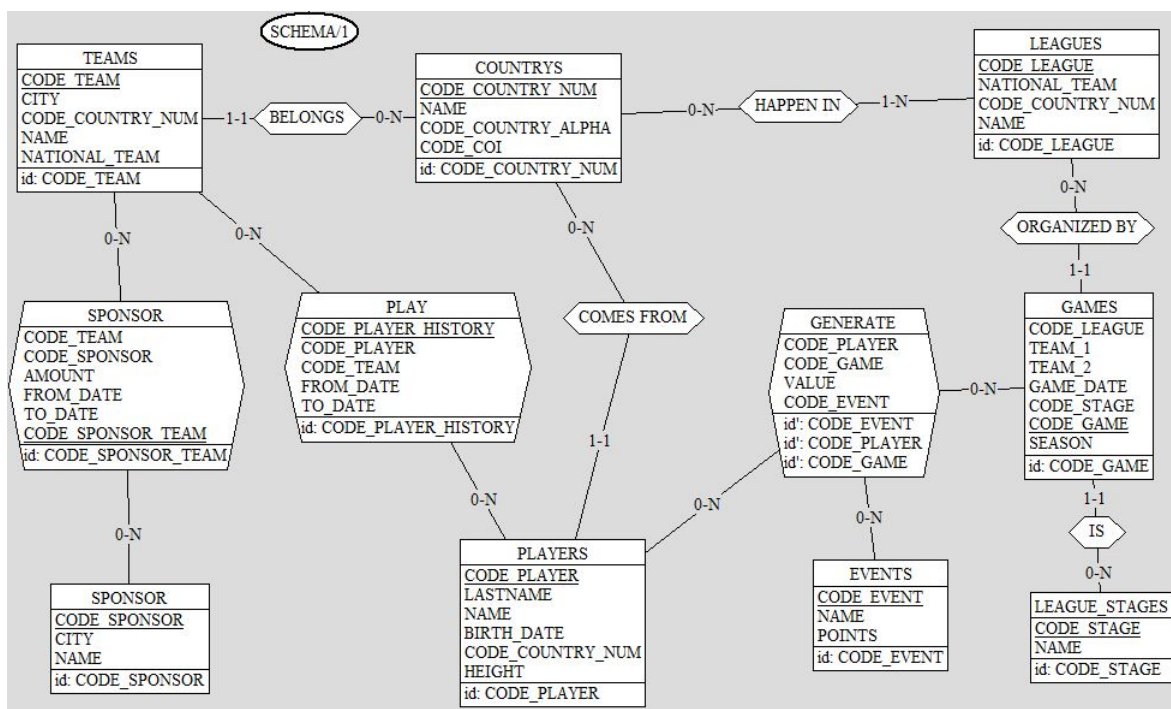 SCHEMA/1
TEAMS
CODE_TEAM
CITY
CODE_COUNTRY_NUM
NAME
NATIONAL_TEAM
id: CODE_TEAM
1-1
BELONGS
0-N
COUNTRYS
CODE_COUNTRY_NUM
NAME
CODE_COUNTRY_ALPHA
CODE_COI
id: CODE_COUNTRY_NUM
0-N
HAPPEN IN
1-N
LEAGUES
CODE_LEAGUE
NATIONAL_TEAM
CODE_COUNTRY_NUM
NAME
id: CODE_LEAGUE
0-N
0-N
0-N
0-N
ORGANIZED BY
1-1
SPONSOR
CODE_TEAM
CODE_SPONSOR
AMOUNT
FROM_DATE
TO_DATE
CODE_SPONSOR_TEAM
id: CODE_SPONSOR_TEAM
PLAY
CODE_PLAYER_HISTORY
CODE_PLAYER
CODE_TEAM
FROM_DATE
TO_DATE
id: CODE_PLAYER_HISTORY
COMES FROM
1-1
GENERATE
CODE_PLAYER
CODE_GAME
VALUE
CODE_EVENT
id': CODE_EVENT
id': CODE_PLAYER
id': CODE_GAME
0-N
GAMES
CODE_LEAGUE
TEAM_1
TEAM_2
GAME_DATE
CODE_STAGE
CODE_GAME
SEASON
id: CODE_GAME
0-N
0-N
0-N
0-N
1-1
IS
0-N
SPONSOR
CODE_SPONSOR
CITY
NAME
id: CODE_SPONSOR
PLAYERS
CODE_PLAYER
LASTNAME
NAME
BIRTH_DATE
CODE_COUNTRY_NUM
HEIGHT
id: CODE_PLAYER
EVENTS
CODE_EVENT
NAME
POINTS
id: CODE_EVENT
LEAGUE_STAGES
CODE_STAGE
NAME
id: CODE_STAGE